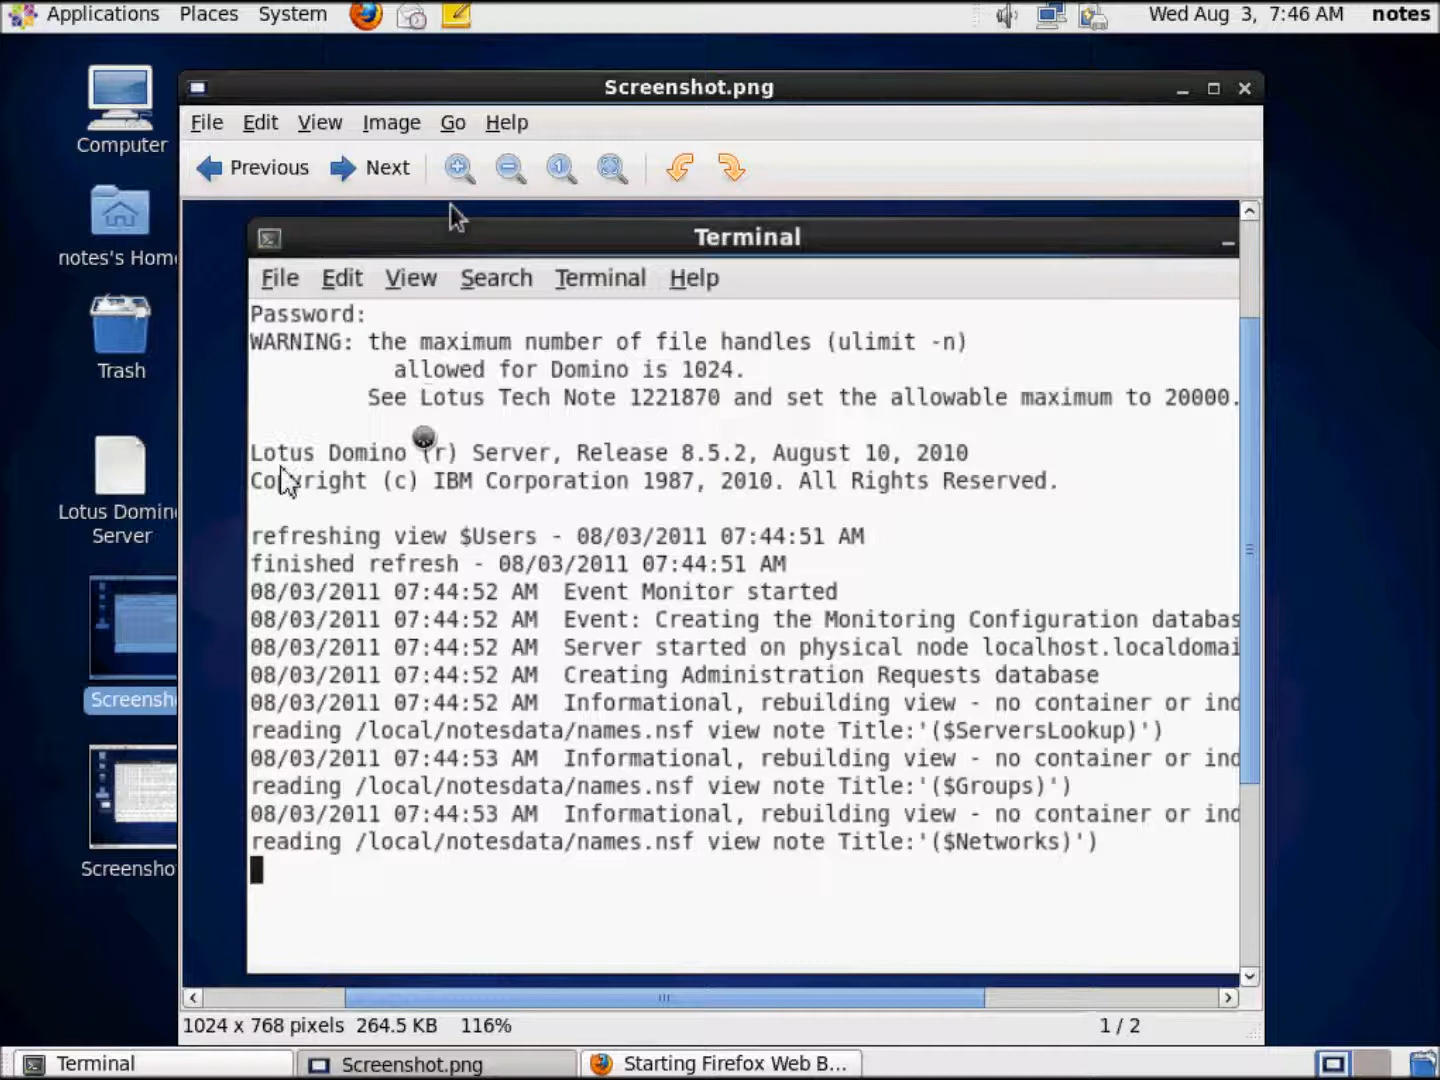 Applications Places System Wed Aug 3, 7:46 AM notes
Screenshot.png
File Edit View Image Go Help
Previous Next
Computer
notes's Hom
Trash
Lotus Domin
Server
Screensh
Screensho
Terminal
File Edit View Search Terminal Help
Password:
WARNING: the maximum number of file handles (ulimit -n)
allowed for Domino is 1024.
See Lotus Tech Note 1221870 and set the allowable maximum to 20000.
Lotus Domino (r) Server, Release 8.5.2, August 10, 2010
Copyright (c) IBM Corporation 1987, 2010. All Rights Reserved.
refreshing view $Users - 08/03/2011 07:44:51 AM
finished refresh - 08/03/2011 07:44:51 AM
08/03/2011 07:44:52 AM Event Monitor started
08/03/2011 07:44:52 AM Event: Creating the Monitoring Configuration databas
08/03/2011 07:44:52 AM Server started on physical node localhost.localdomai
08/03/2011 07:44:52 AM Creating Administration Requests database
08/03/2011 07:44:52 AM Informational, rebuilding view - no container or ind
reading /local/notesdata/names.nsf view note Title:'($ServersLookup)')
08/03/2011 07:44:53 AM Informational, rebuilding view - no container or ind
reading /local/notesdata/names.nsf view note Title:'($Groups)')
08/03/2011 07:44:53 AM Informational, rebuilding view - no container or ind
reading /local/notesdata/names.nsf view note Title:'($Networks)')
1024 x 768 pixels 264.5 KB 116% 1 / 2
Terminal Screenshot.png Starting Firefox Web B...